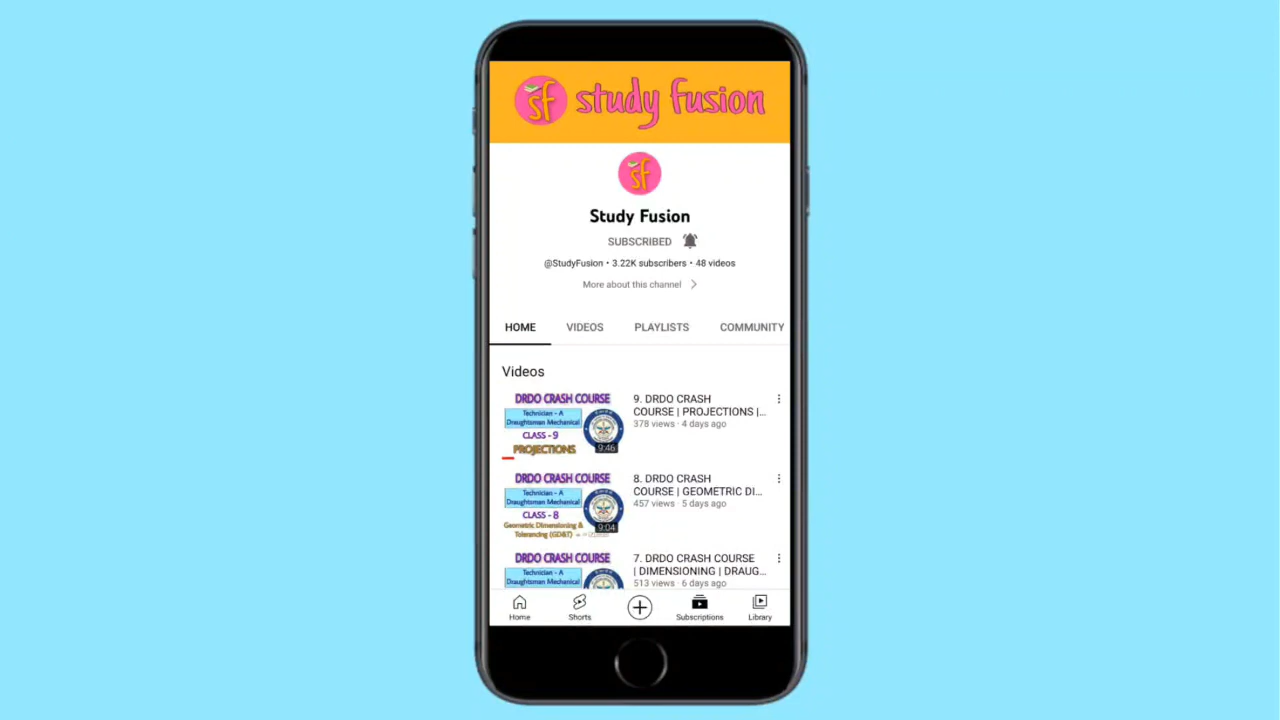 sf study fusion
sf
Study Fusion
SUBSCRIBED
@StudyFusion • 3.22K subscribers • 48 videos
More about this channel
HOME VIDEOS PLAYLISTS COMMUNITY
Videos
DRDO CRASH COURSE
Technician - A
Draughtsman Mechanical
CLASS - 9
PROJECTIONS
9:46
9. DRDO CRASH
COURSE | PROJECTIONS |...
378 views · 4 days ago
DRDO CRASH COURSE
Technician - A
Draughtsman Mechanical
CLASS - 8
Geometric Dimensioning &
Tolerancing (GD&T)
9:04
8. DRDO CRASH
COURSE | GEOMETRIC DI...
457 views · 5 days ago
DRDO CRASH COURSE
Technician - A
Draughtsman Mechanical
7. DRDO CRASH COURSE
| DIMENSIONING | DRAUG...
513 views · 6 days ago
Home Shorts Subscriptions Library